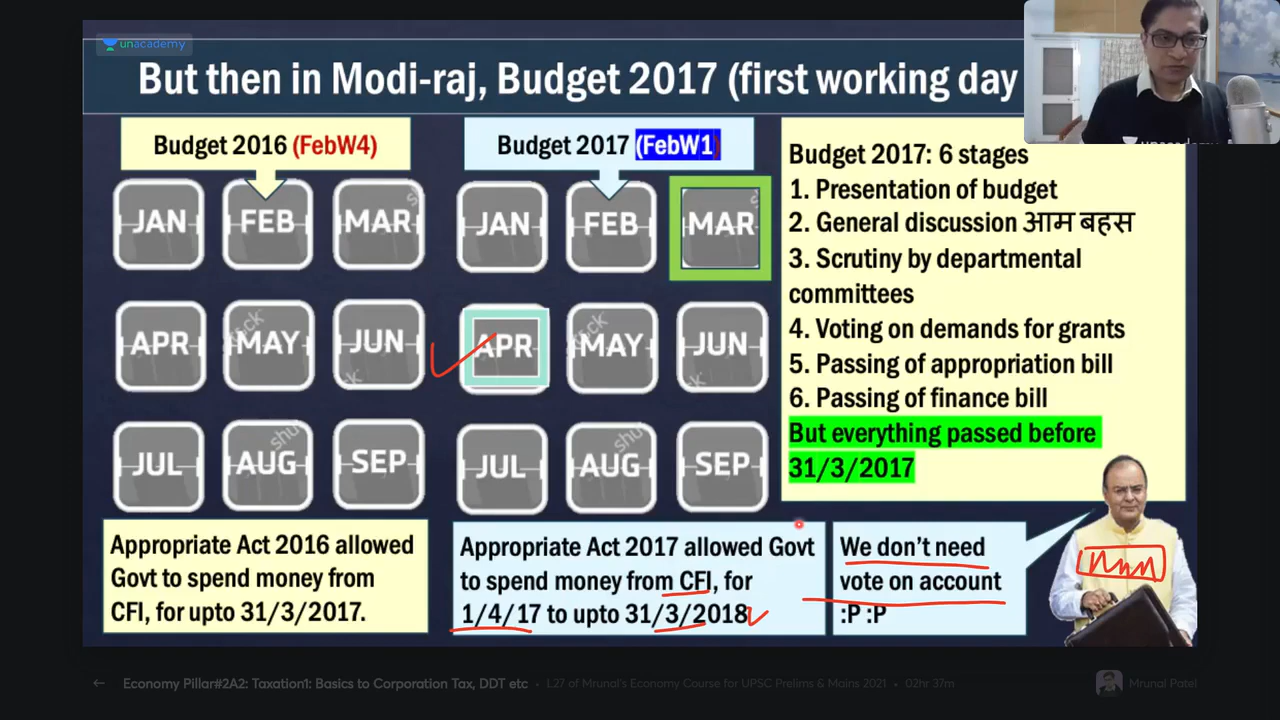 unacademy
But then in Modi-raj, Budget 2017 (first working day
Budget 2016 (FebW4)
JAN FEB MAR
APR MAY JUN
JUL AUG SEP
Appropriate Act 2016 allowed
Govt to spend money from
CFI, for upto 31/3/2017.
Budget 2017 (FebW1
JAN FEB MAR
APR MAY JUN
JUL AUG SEP
Appropriate Act 2017 allowed Govt
to spend money from CFI, for
1/4/17 to upto 31/3/2018
Budget 2017: 6 stages
1. Presentation of budget
2. General discussion आम बहस
3. Scrutiny by departmental
committees
4. Voting on demands for grants
5. Passing of appropriation bill
6. Passing of finance bill
But everything passed before
31/3/2017
We don't need
vote on account
:P :P
Economy Pillar#2A2: Taxation1: Basics to Corporation Tax, DDT etc • L27 of Mrunal's Economy Course for UPSC Prelims & Mains 2021 • 02hr 37m
Mrunal Patel